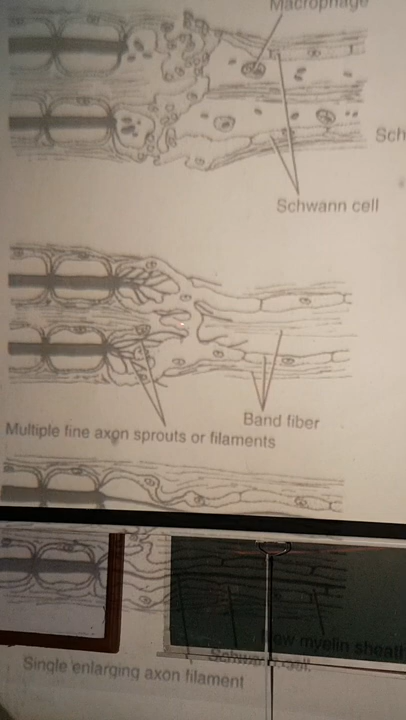 Macrophage
Sch
Schwann cell
Band fiber
Multiple fine axon sprouts or filaments
New myelin sheath
Schwann cell
Single enlarging axon filament